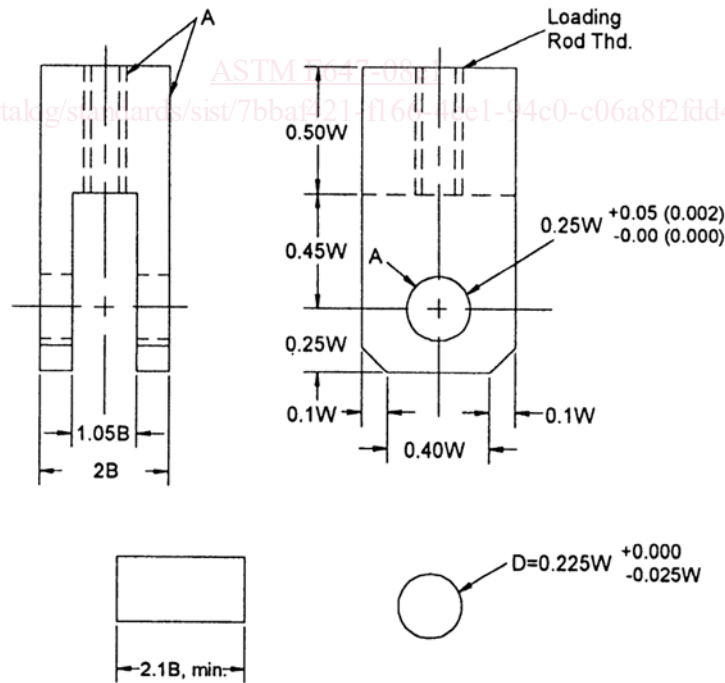 A
Loading
Rod Thd.
ASTM E647-08e1
0.50W
0.45W
0.25W +0.05 (0.002)
-0.00 (0.000)
A
0.25W
0.1W
0.1W
0.40W
1.05B
2B
D=0.225W +0.000
-0.025W
2.1B, min.